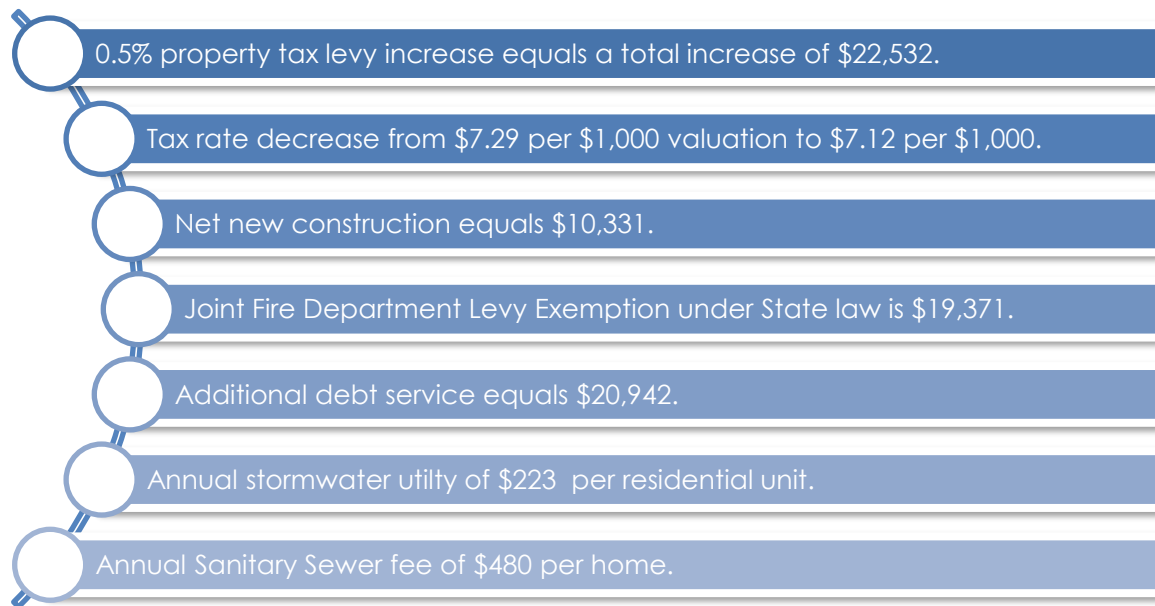 0.5% property tax levy increase equals a total increase of $22,532.
Tax rate decrease from $7.29 per $1,000 valuation to $7.12 per $1,000.
Net new construction equals $10,331.
Joint Fire Department Levy Exemption under State law is $19,371.
Additional debt service equals $20,942.
Annual stormwater utilty of $223  per residential unit.
Annual Sanitary Sewer fee of $480 per home.